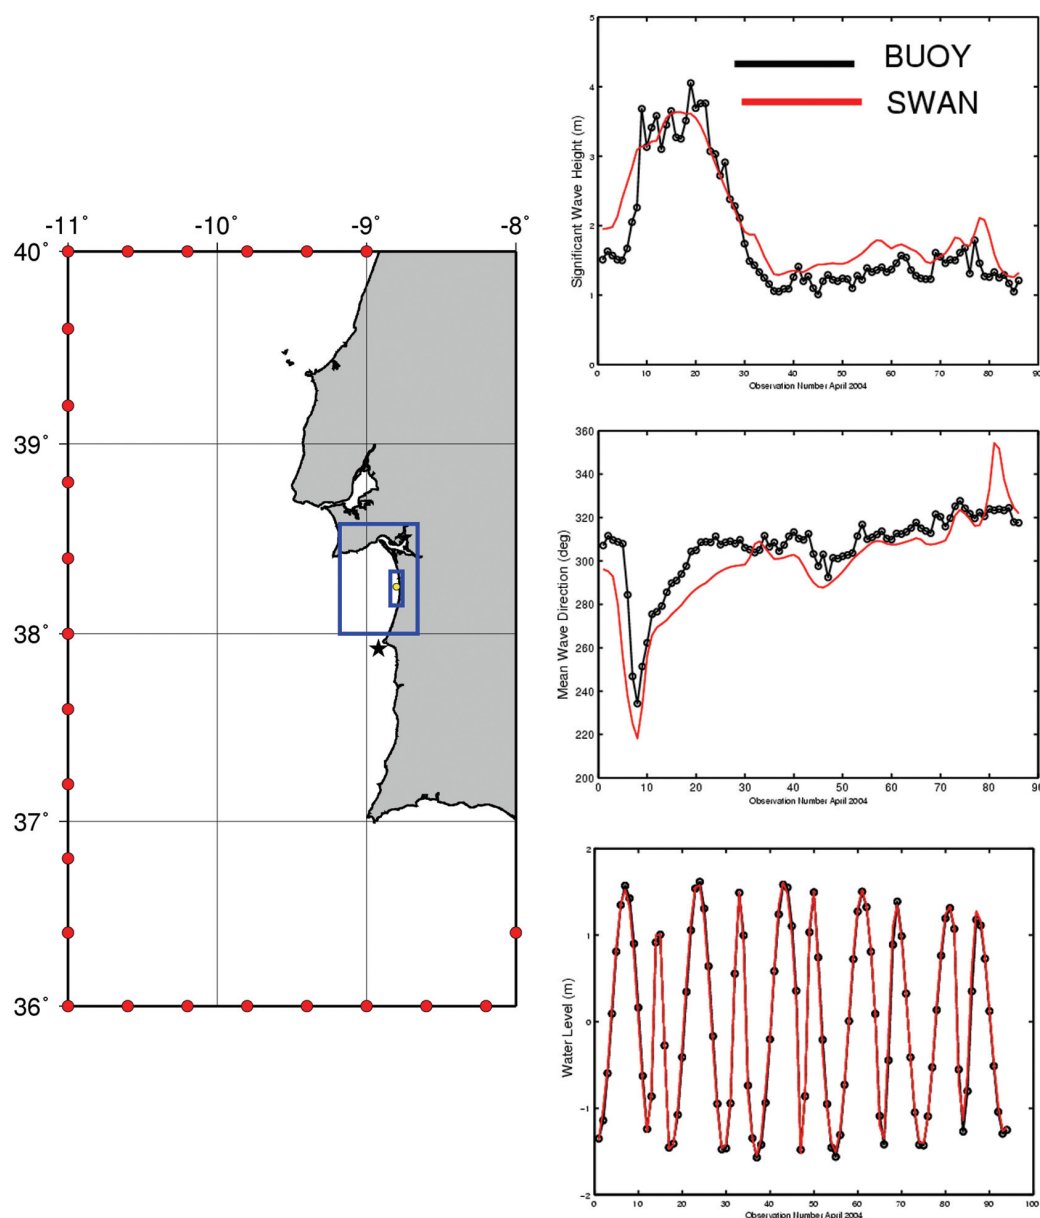 -11˚ -10˚ -9˚ -8˚
40˚
39˚
38˚
37˚
36˚
BUOY
SWAN
Significant Wave Height (m)
5
4
3
2
1
0
0 10 20 30 40 50 60 70 80 90
Observation Number April 2004
Mean Wave Direction (deg)
360
340
320
300
280
260
240
220
200
0 10 20 30 40 50 60 70 80 90
Observation Number April 2004
Water Level (m)
2
1
0
−1
−2
0 10 20 30 40 50 60 70 80 90 100
Observation Number April 2004